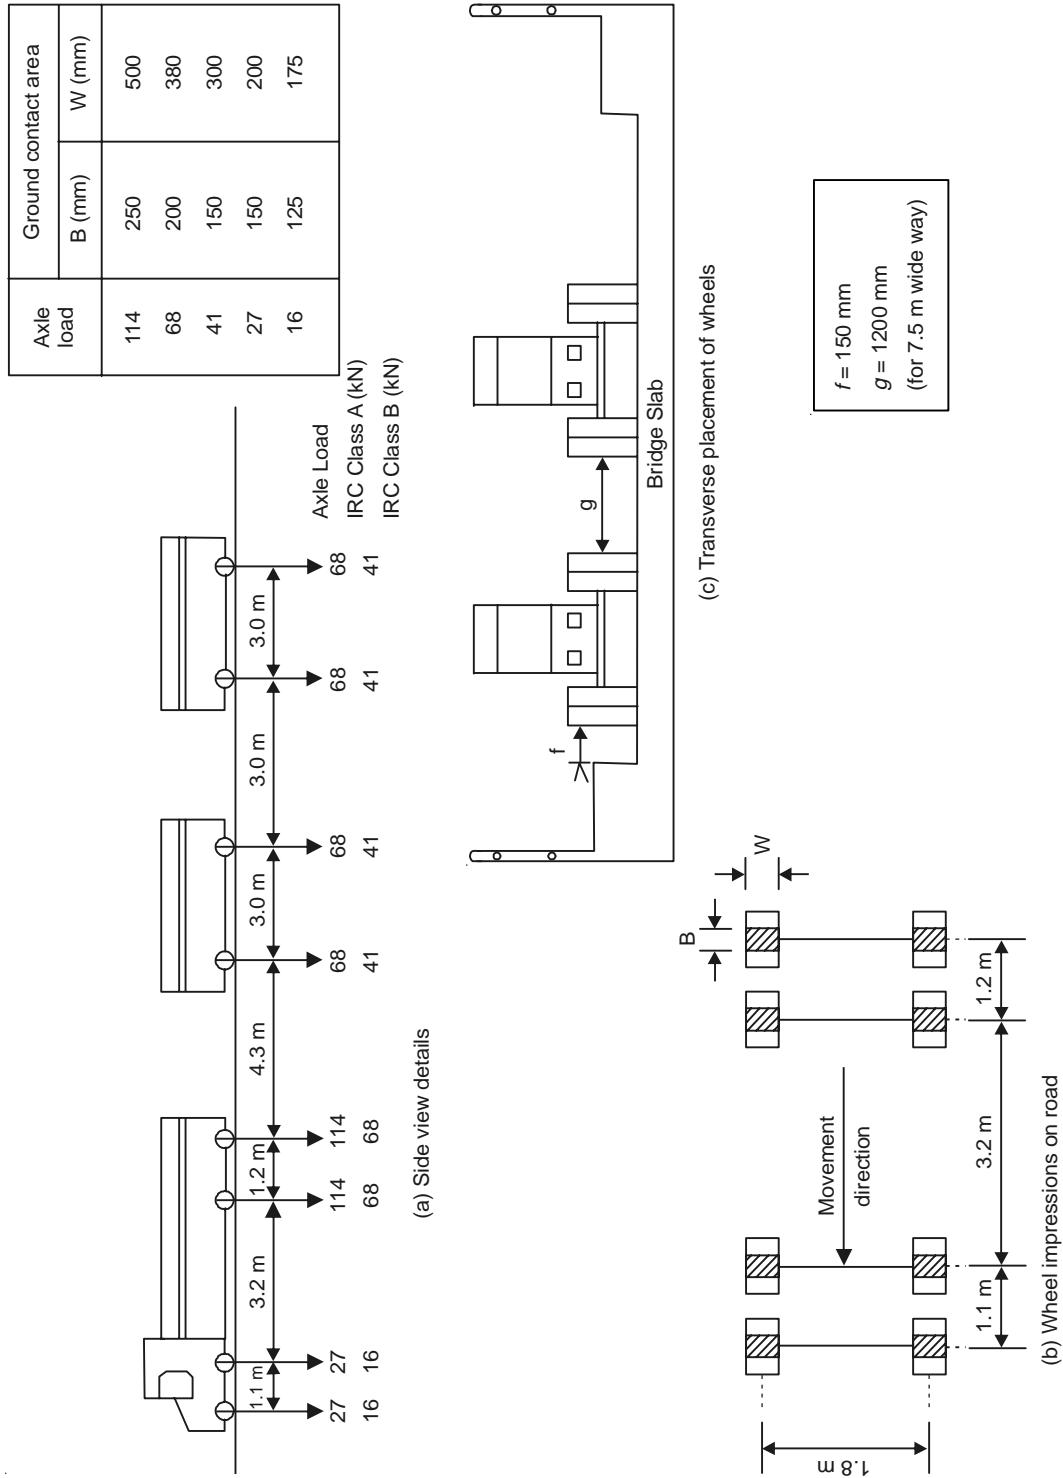 1.1 m
3.2 m
1.2 m
4.3 m
3.0 m
3.0 m
3.0 m
Axle Load
27 27 114 114 68 68 68 68 IRC Class A (kN)
16 16 68 68 41 41 41 41 IRC Class B (kN)
(a) Side view details
Axle load
Ground contact area
B (mm) W (mm)
114 250 500
68 200 380
41 150 300
27 150 200
16 125 175
f
g
Bridge Slab
(c) Transverse placement of wheels
B
W
Movement
direction
1.8 m
1.1 m
3.2 m
1.2 m
(b) Wheel impressions on road
f = 150 mm
g = 1200 mm
(for 7.5 m wide way)